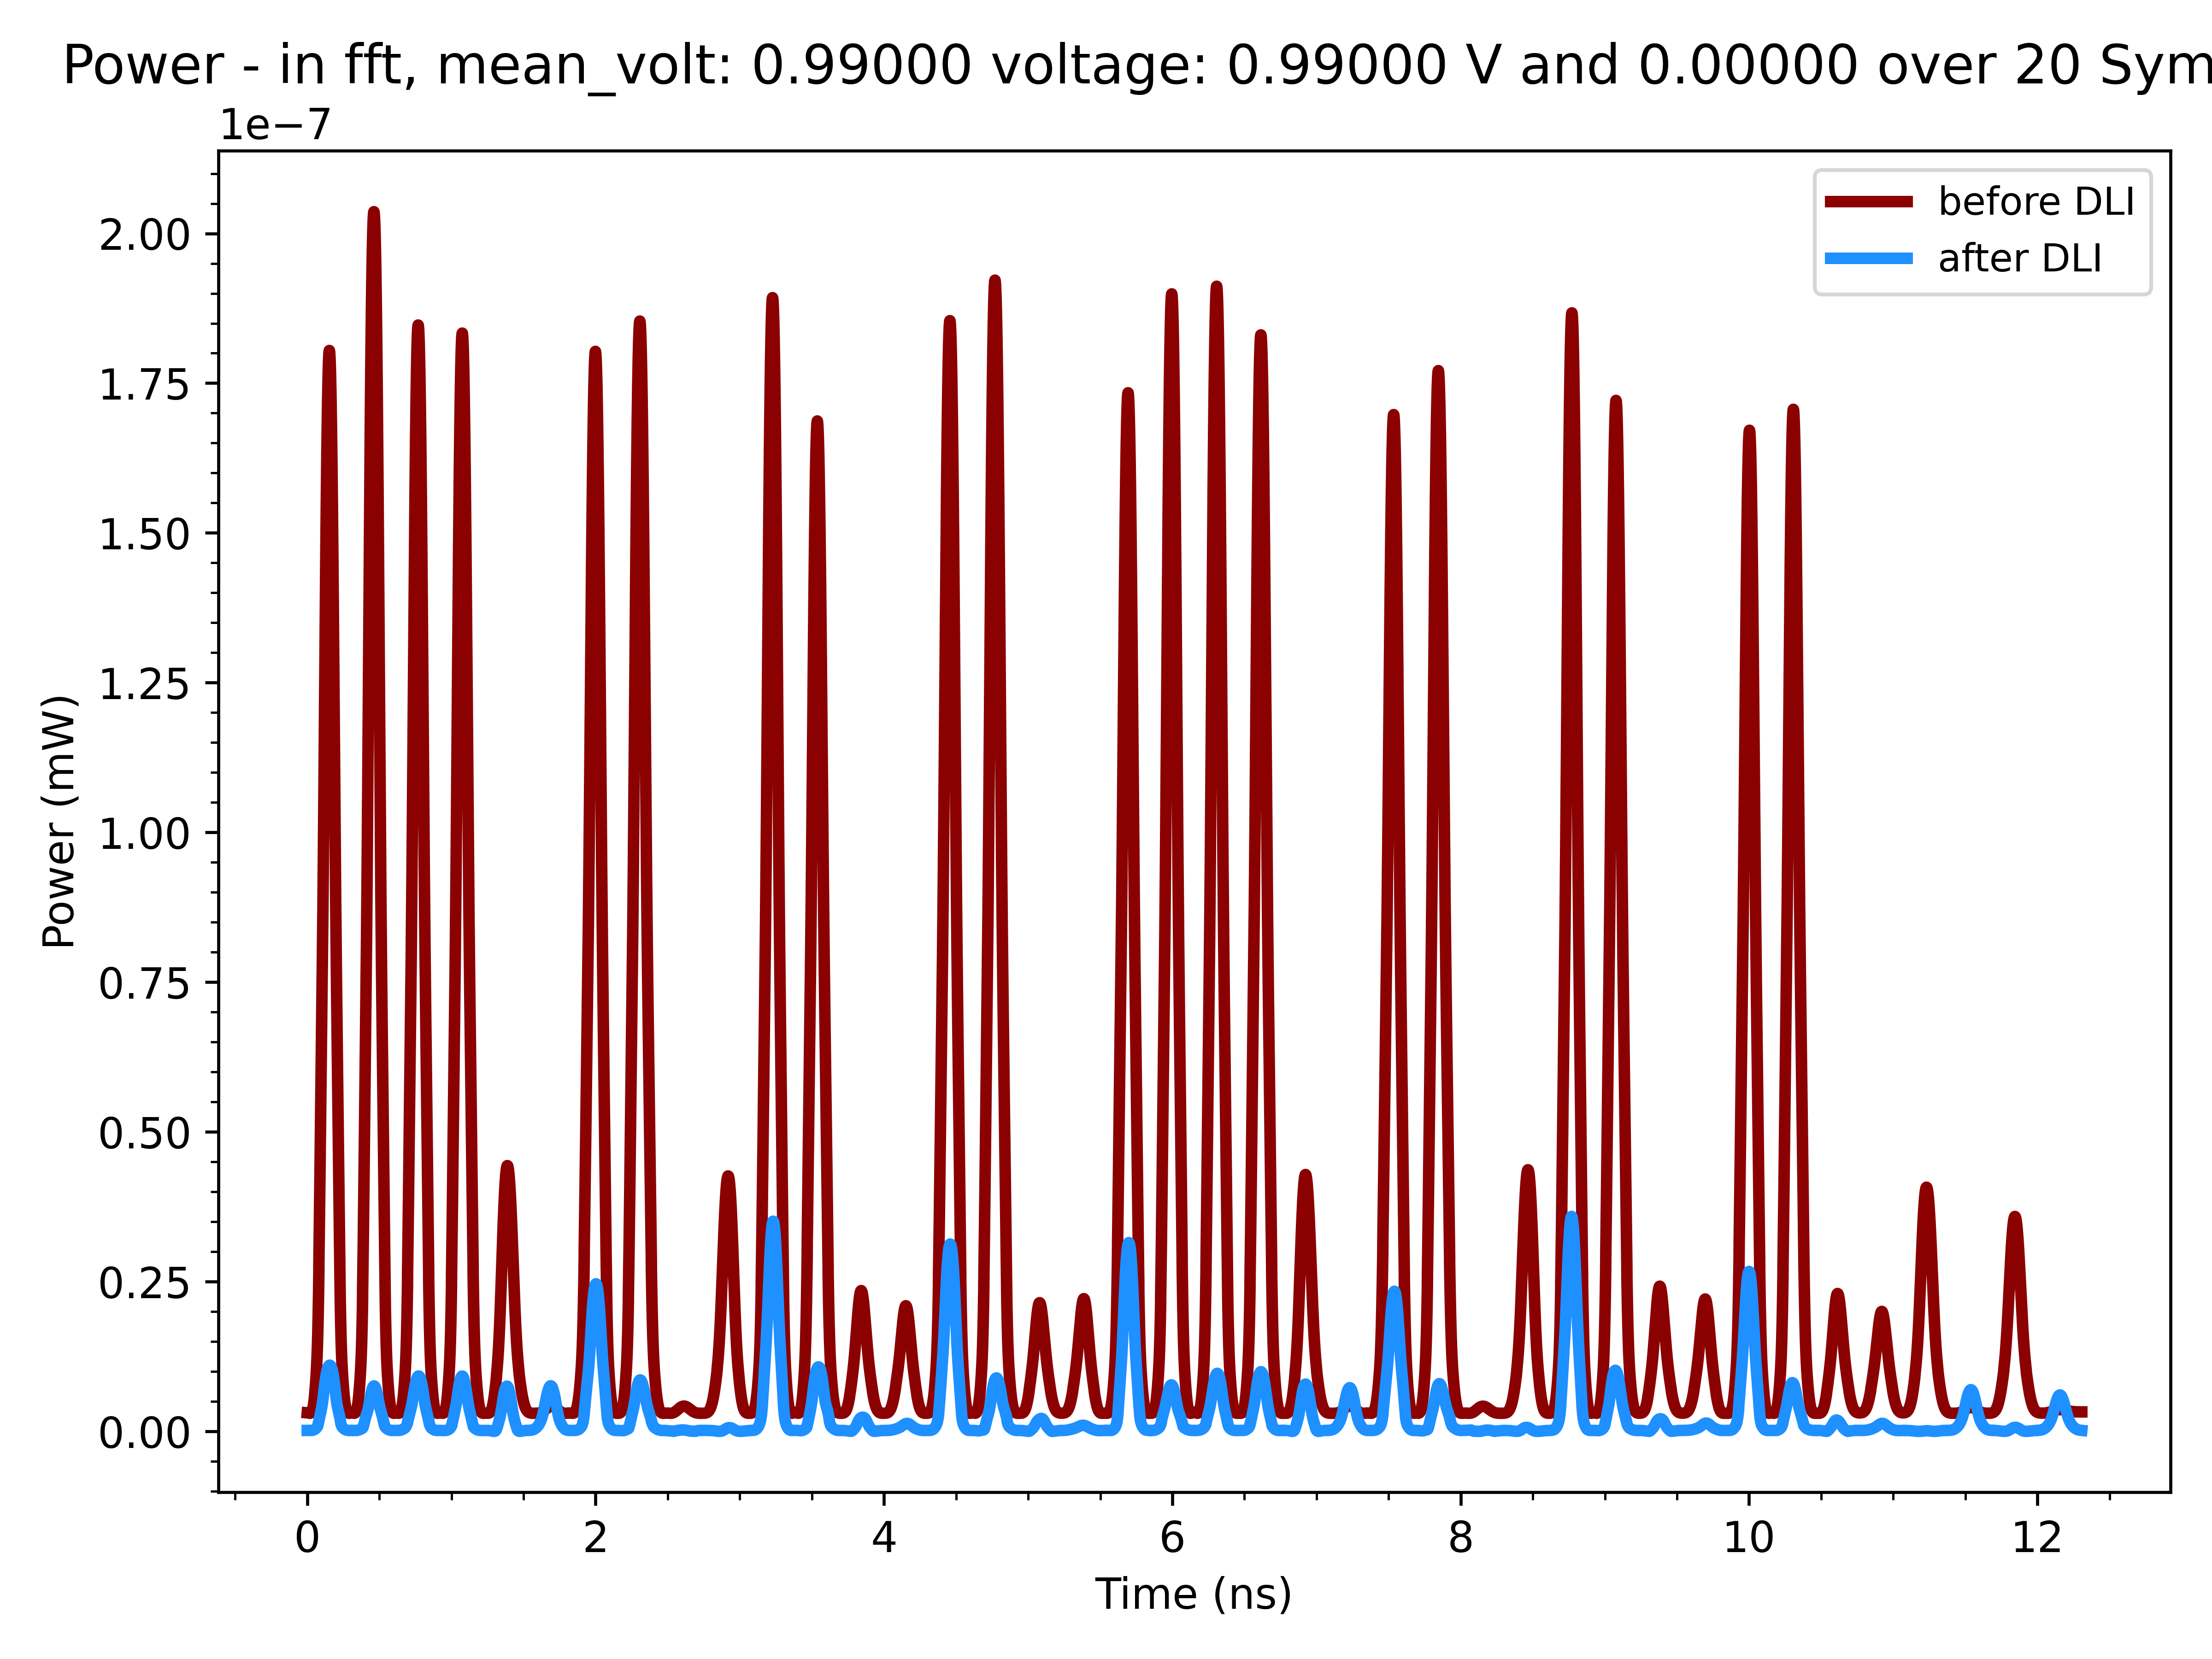 Power - in fft, mean_volt: 0.99000 voltage: 0.99000 V and 0.00000 over 20 Sym
1e−7
before DLI
after DLI
2.00
1.75
1.50
1.25
1.00
0.75
0.50
0.25
0.00
Power (mW)
0 2 4 6 8 10 12
Time (ns)